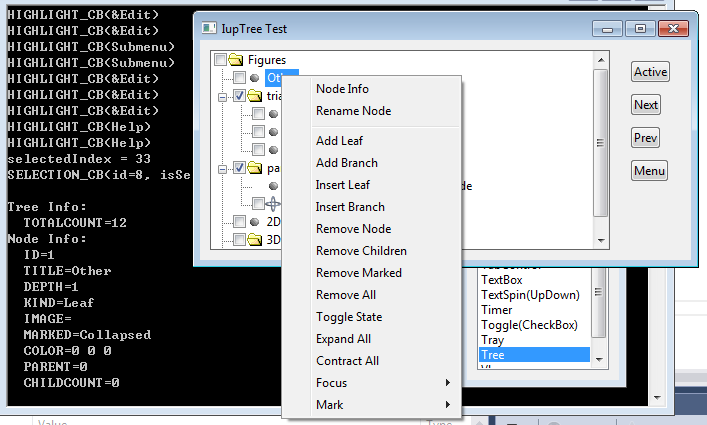 HIGHLIGHT_CB(&Edit)
HIGHLIGHT_CB(&Edit)
HIGHLIGHT_CB(Submenu)
HIGHLIGHT_CB(Submenu)
HIGHLIGHT_CB(&Edit)
HIGHLIGHT_CB(&Edit)
HIGHLIGHT_CB(&Edit)
HIGHLIGHT_CB(Help)
HIGHLIGHT_CB(Help)
selectedIndex = 33
SELECTION_CB(id=8, isSe
Tree Info:
TOTALCOUNT=12
Node Info:
ID=1
TITLE=Other
DEPTH=1
KIND=Leaf
IMAGE=
MARKED=Collapsed
COLOR=0 0 0
PARENT=0
CHILDCOUNT=0
IupTree Test
Figures
Oth
tria
par
de
2D
3D
Active
Next
Prev
Menu
Node Info
Rename Node
Add Leaf
Add Branch
Insert Leaf
Insert Branch
Remove Node
Remove Children
Remove Marked
Remove All
Toggle State
Expand All
Contract All
Focus
Mark
TextBox
TextSpin(UpDown)
Timer
Toggle(CheckBox)
Tray
Tree
Value
Type